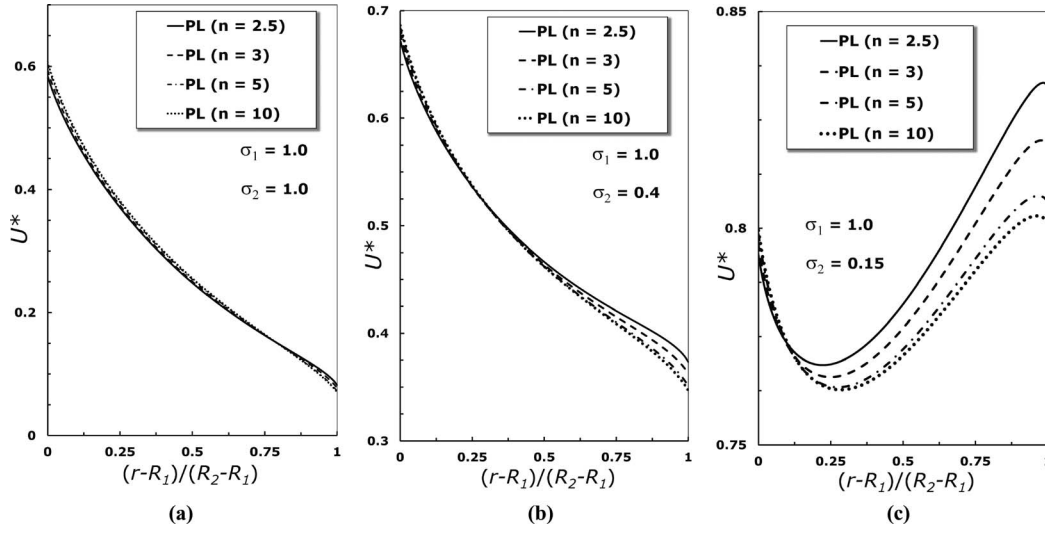 PL (n = 2.5)
PL (n = 3)
PL (n = 5)
PL (n = 10)
σ1 = 1.0
σ2 = 1.0
U*
0.6
0.4
0.2
0
0 0.25 0.5 0.75 1
(r-R1)/(R2-R1)
(a)
PL (n = 2.5)
PL (n = 3)
PL (n = 5)
PL (n = 10)
σ1 = 1.0
σ2 = 0.4
U*
0.7
0.6
0.5
0.4
0.3
0 0.25 0.5 0.75 1
(r-R1)/(R2-R1)
(b)
PL (n = 2.5)
PL (n = 3)
PL (n = 5)
PL (n = 10)
σ1 = 1.0
σ2 = 0.15
U*
0.85
0.8
0.75
0 0.25 0.5 0.75 1
(r-R1)/(R2-R1)
(c)